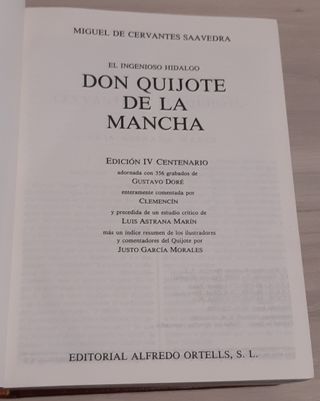 MIGUEL DE CERVANTES SAAVEDRA
EL INGENIOSO HIDALGO
DON QUIJOTE
DE LA
MANCHA
EDICIÓN IV CENTENARIO
adornada con 356 grabados de
GUSTAVO DORÉ
enteramente comentada por
CLEMENCÍN
y precedida de un estudio crítico de
LUIS ASTRANA MARÍN
más un índice resumen de los ilustradores
y comentadores del Quijote por
JUSTO GARCÍA MORALES
EDITORIAL ALFREDO ORTELLS, S. L.